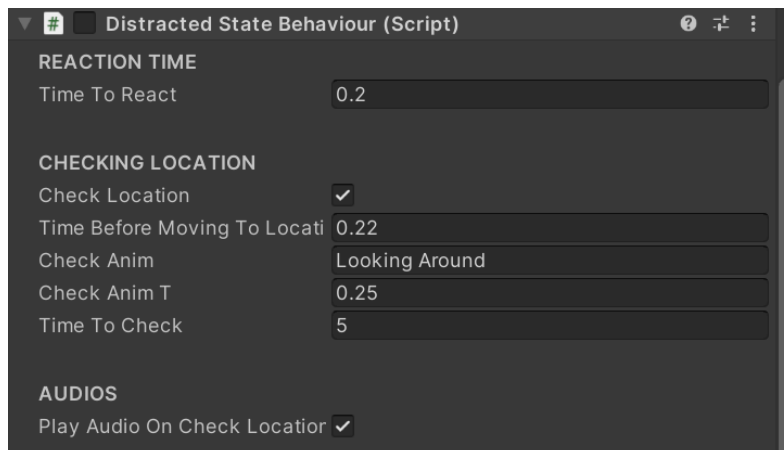 # Distracted State Behaviour (Script)
REACTION TIME
Time To React 0.2
CHECKING LOCATION
Check Location
Time Before Moving To Locati 0.22
Check Anim Looking Around
Check Anim T 0.25
Time To Check 5
AUDIOS
Play Audio On Check Location